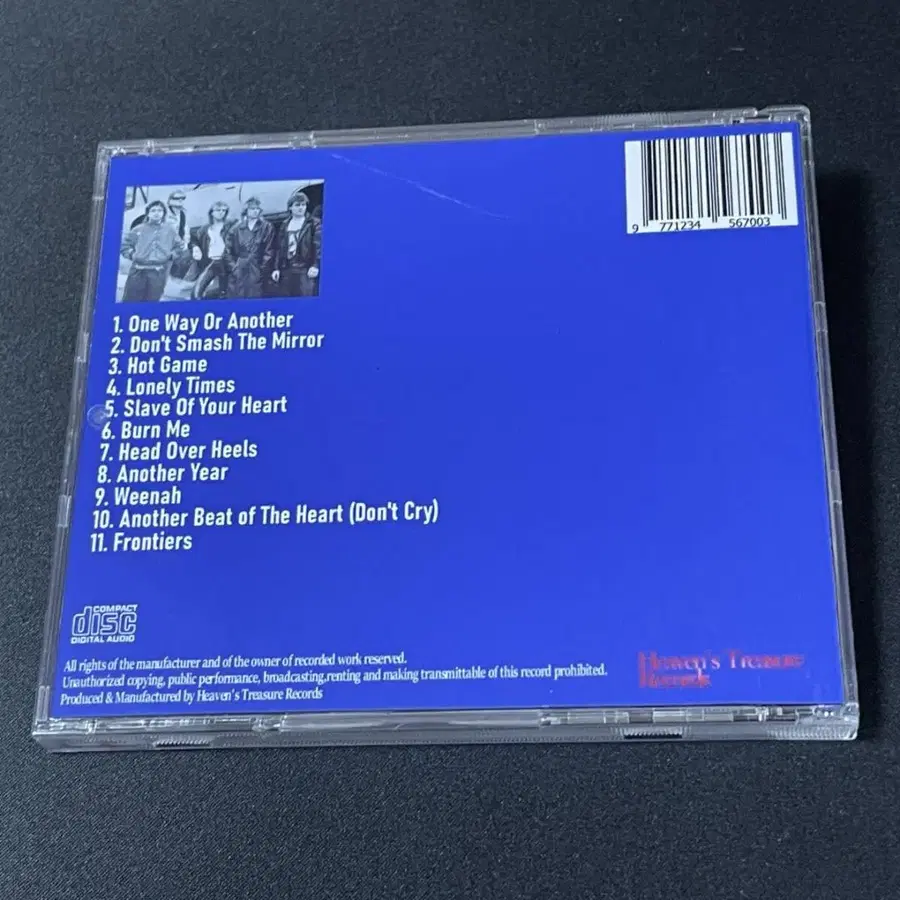 9 771234 567003
1. One Way Or Another
2. Don't Smash The Mirror
3. Hot Game
4. Lonely Times
5. Slave Of Your Heart
6. Burn Me
7. Head Over Heels
8. Another Year
9. Weenah
10. Another Beat of The Heart (Don't Cry)
11. Frontiers
COMPACT
disc
DIGITAL AUDIO
All rights of the manufacturer and of the owner of recorded work reserved.
Unauthorized copying, public performance, broadcasting,renting and making transmittable of this record prohibited.
Produced & Manufactured by Heaven's Treasure Records
Heaven's Treasure
Records